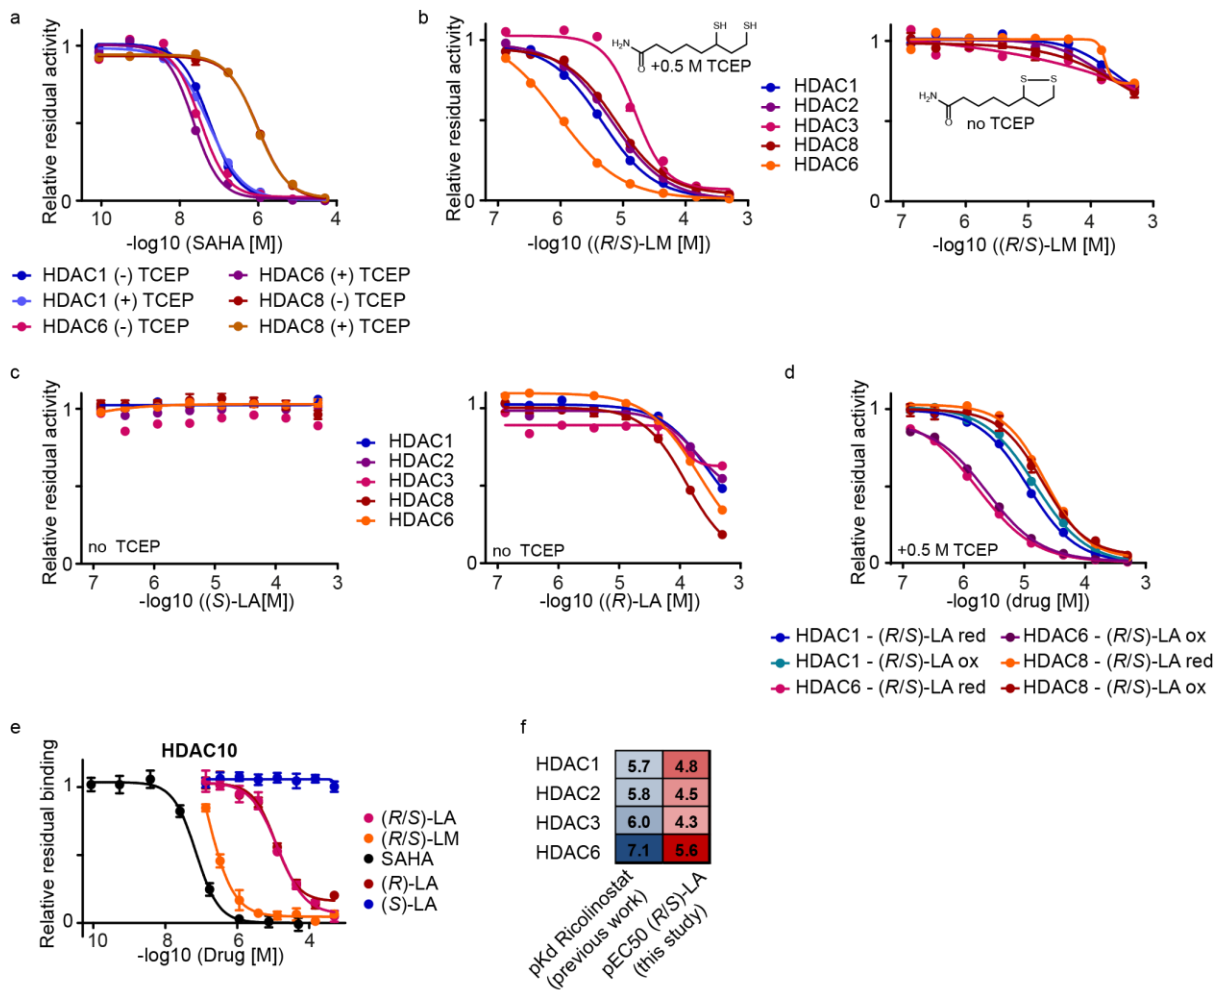 a
Relative residual activity
1
0
10 8 6 4
-log10 (SAHA [M])
HDAC1 (-) TCEP
HDAC1 (+) TCEP
HDAC6 (-) TCEP
HDAC6 (+) TCEP
HDAC8 (-) TCEP
HDAC8 (+) TCEP
b
Relative residual activity
1
0
7 6 5 4 3
-log10 ((R/S)-LM [M])
SH SH
H2N
O
+0.5 M TCEP
HDAC1
HDAC2
HDAC3
HDAC8
HDAC6
Relative residual activity
1
0
7 6 5 4 3
-log10 ((R/S)-LM [M])
S-S
H2N
O
no TCEP
c
Relative residual activity
1
0
no TCEP
7 6 5 4 3
-log10 ((S)-LA[M])
HDAC1
HDAC2
HDAC3
HDAC8
HDAC6
Relative residual activity
1
0
no TCEP
7 6 5 4 3
-log10 ((R)-LA [M])
d
Relative residual activity
1
0
+0.5 M TCEP
7 6 5 4 3
-log10 (drug [M])
HDAC1 - (R/S)-LA red
HDAC1 - (R/S)-LA ox
HDAC6 - (R/S)-LA red
HDAC6 - (R/S)-LA ox
HDAC8 - (R/S)-LA red
HDAC8 - (R/S)-LA ox
e
HDAC10
Relative residual binding
1
0
10 8 6 4
-log10 (Drug [M])
(R/S)-LA
(R/S)-LM
SAHA
(R)-LA
(S)-LA
f
HDAC1 5.7 4.8
HDAC2 5.8 4.5
HDAC3 6.0 4.3
HDAC6 7.1 5.6
pKd Ricolinostat
(previous work)
pEC50 (R/S)-LA
(this study)